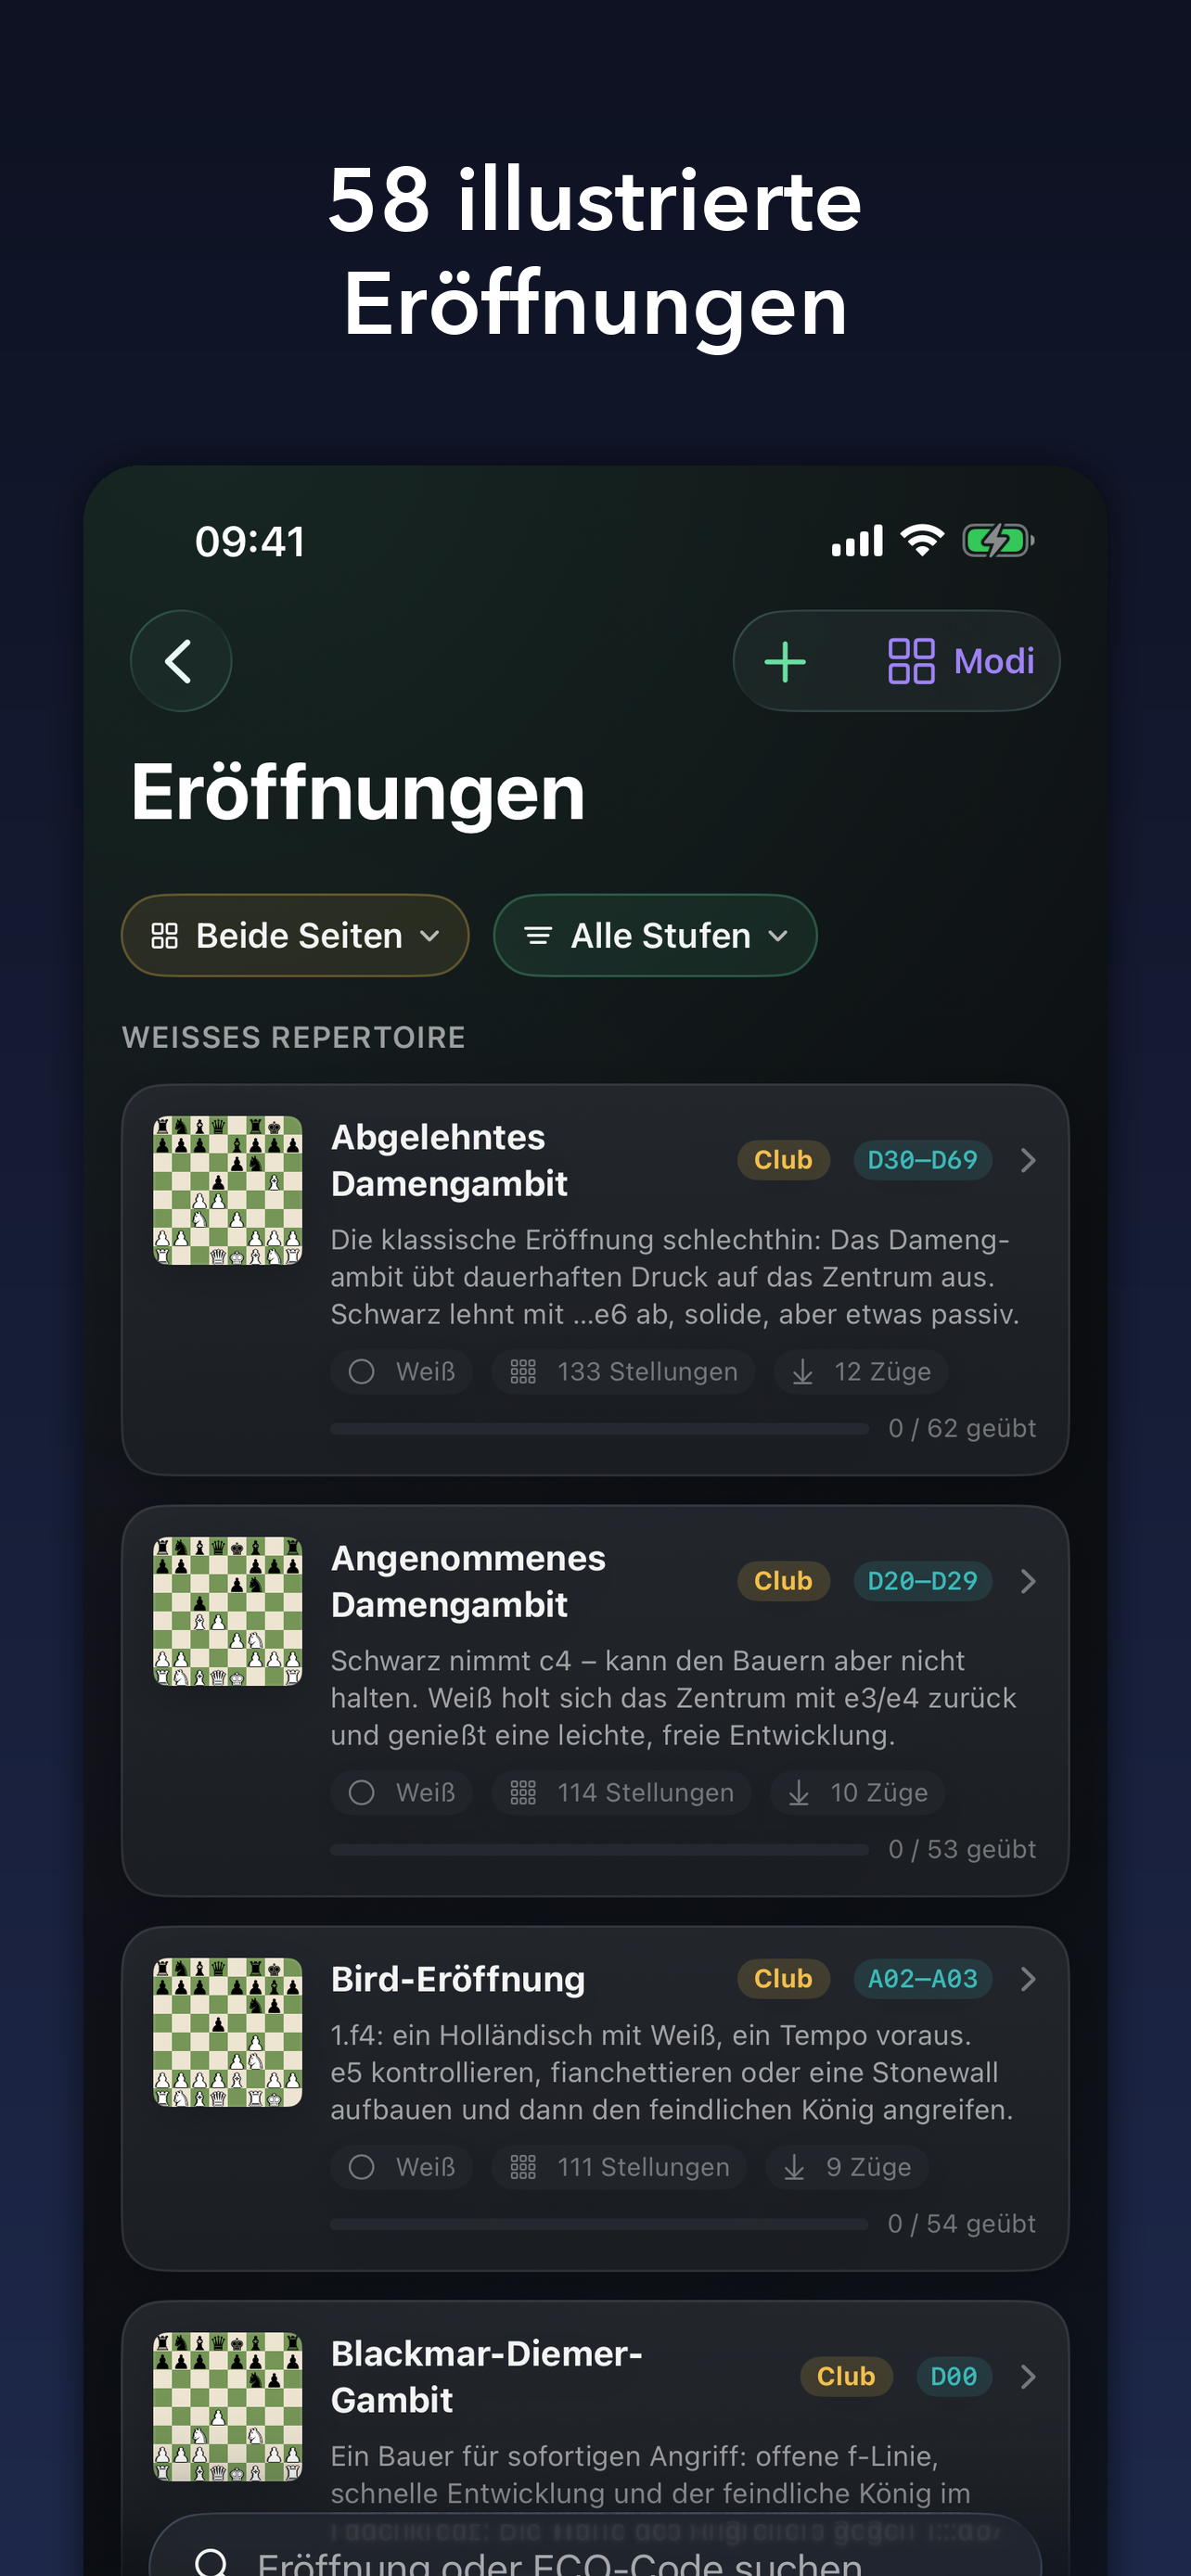 58 illustrierte
Eröffnungen
09:41
Modi
Eröffnungen
Beide Seiten
Alle Stufen
WEISSES REPERTOIRE
Abgelehntes
Damengambit
Club
D30–D69
Die klassische Eröffnung schlechthin: Das Dameng-
ambit übt dauerhaften Druck auf das Zentrum aus.
Schwarz lehnt mit ...e6 ab, solide, aber etwas passiv.
Weiß
133 Stellungen
12 Züge
0 / 62 geübt
Angenommenes
Damengambit
Club
D20–D29
Schwarz nimmt c4 – kann den Bauern aber nicht
halten. Weiß holt sich das Zentrum mit e3/e4 zurück
und genießt eine leichte, freie Entwicklung.
Weiß
114 Stellungen
10 Züge
0 / 53 geübt
Bird-Eröffnung
Club
A02–A03
1.f4: ein Holländisch mit Weiß, ein Tempo voraus.
e5 kontrollieren, fianchettieren oder eine Stonewall
aufbauen und dann den feindlichen König angreifen.
Weiß
111 Stellungen
9 Züge
0 / 54 geübt
Blackmar-Diemer-
Gambit
Club
D00
Ein Bauer für sofortigen Angriff: offene f-Linie,
schnelle Entwicklung und der feindliche König im
Eröffnung oder ECO-Code suchen